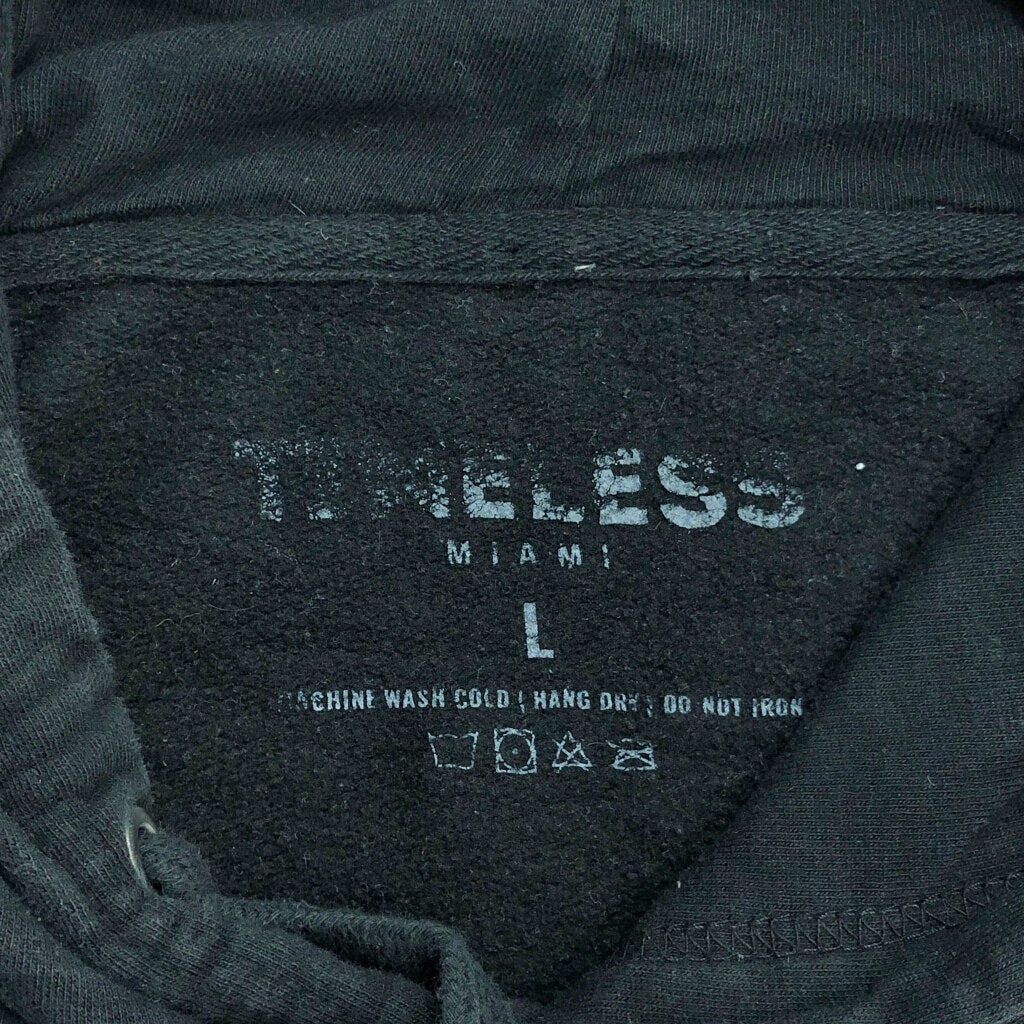 TIMELESS
MIAMI
L
MACHINE WASH COLD | HANG DRY | DO NOT IRON